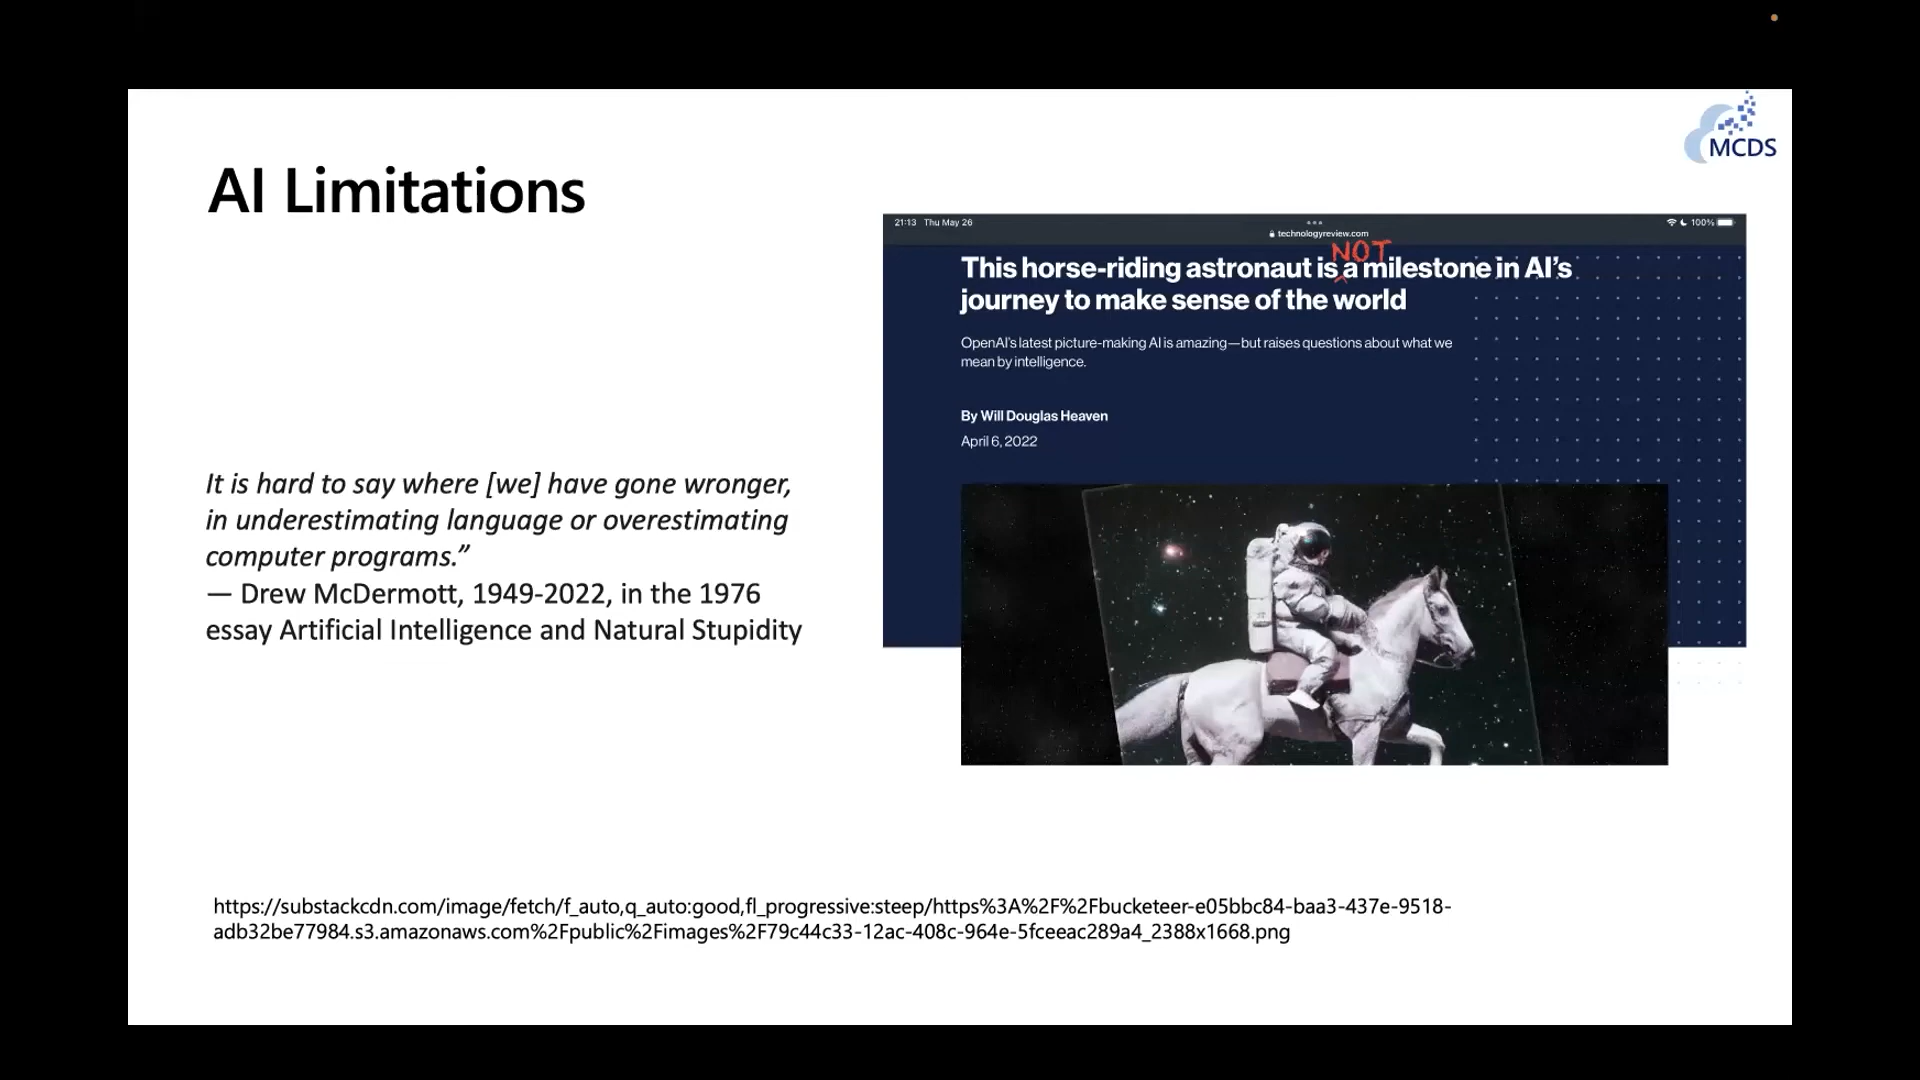 MCDS
AI Limitations
It is hard to say where [we] have gone wronger,
in underestimating language or overestimating
computer programs.”
— Drew McDermott, 1949-2022, in the 1976
essay Artificial Intelligence and Natural Stupidity
21:13 Thu May 26
100%
technologyreview.com
NOT
This horse-riding astronaut is a milestone in AI’s
journey to make sense of the world
OpenAI’s latest picture-making AI is amazing—but raises questions about what we
mean by intelligence.
By Will Douglas Heaven
April 6, 2022
https://substackcdn.com/image/fetch/f_auto,q_auto:good,fl_progressive:steep/https%3A%2F%2Fbucketeer-e05bbc84-baa3-437e-9518-
adb32be77984.s3.amazonaws.com%2Fpublic%2Fimages%2F79c44c33-12ac-408c-964e-5fceeac289a4_2388x1668.png